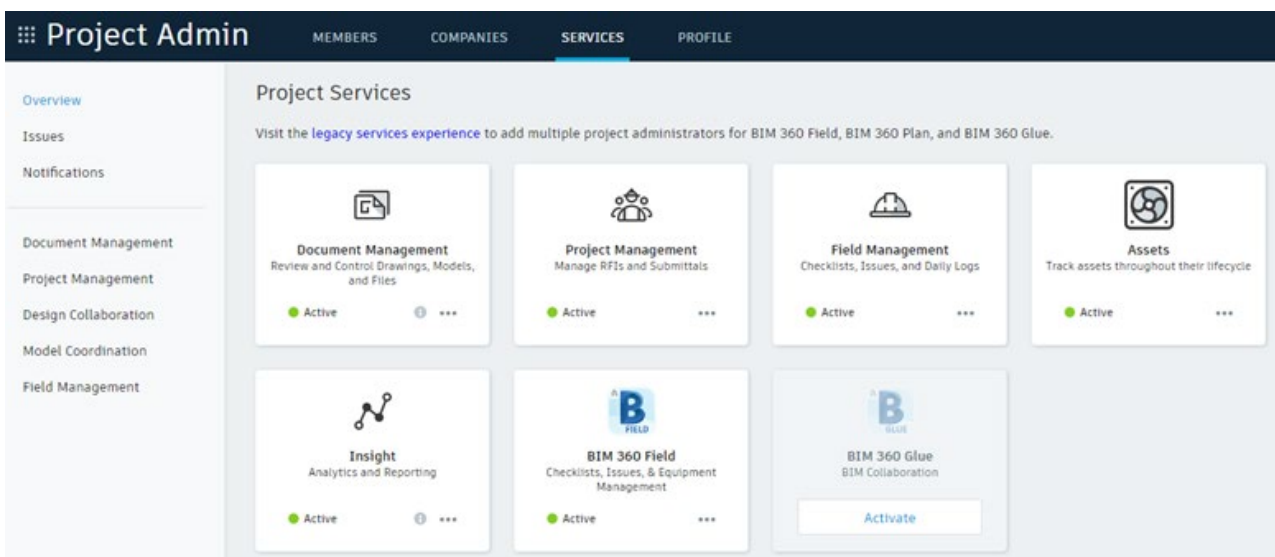 Project Admin
MEMBERS
COMPANIES
SERVICES
PROFILE
Overview
Issues
Notifications
Document Management
Project Management
Design Collaboration
Model Coordination
Field Management
Project Services
Visit the legacy services experience to add multiple project administrators for BIM 360 Field, BIM 360 Plan, and BIM 360 Glue.
Document Management
Review and Control Drawings, Models,
and Files
Active
Project Management
Manage RFIs and Submittals
Active
Field Management
Checklists, Issues, and Daily Logs
Active
Assets
Track assets throughout their lifecycle
Active
Insight
Analytics and Reporting
Active
B
FIELD
BIM 360 Field
Checklists, Issues, & Equipment
Management
Active
B
GLUE
BIM 360 Glue
BIM Collaboration
Activate